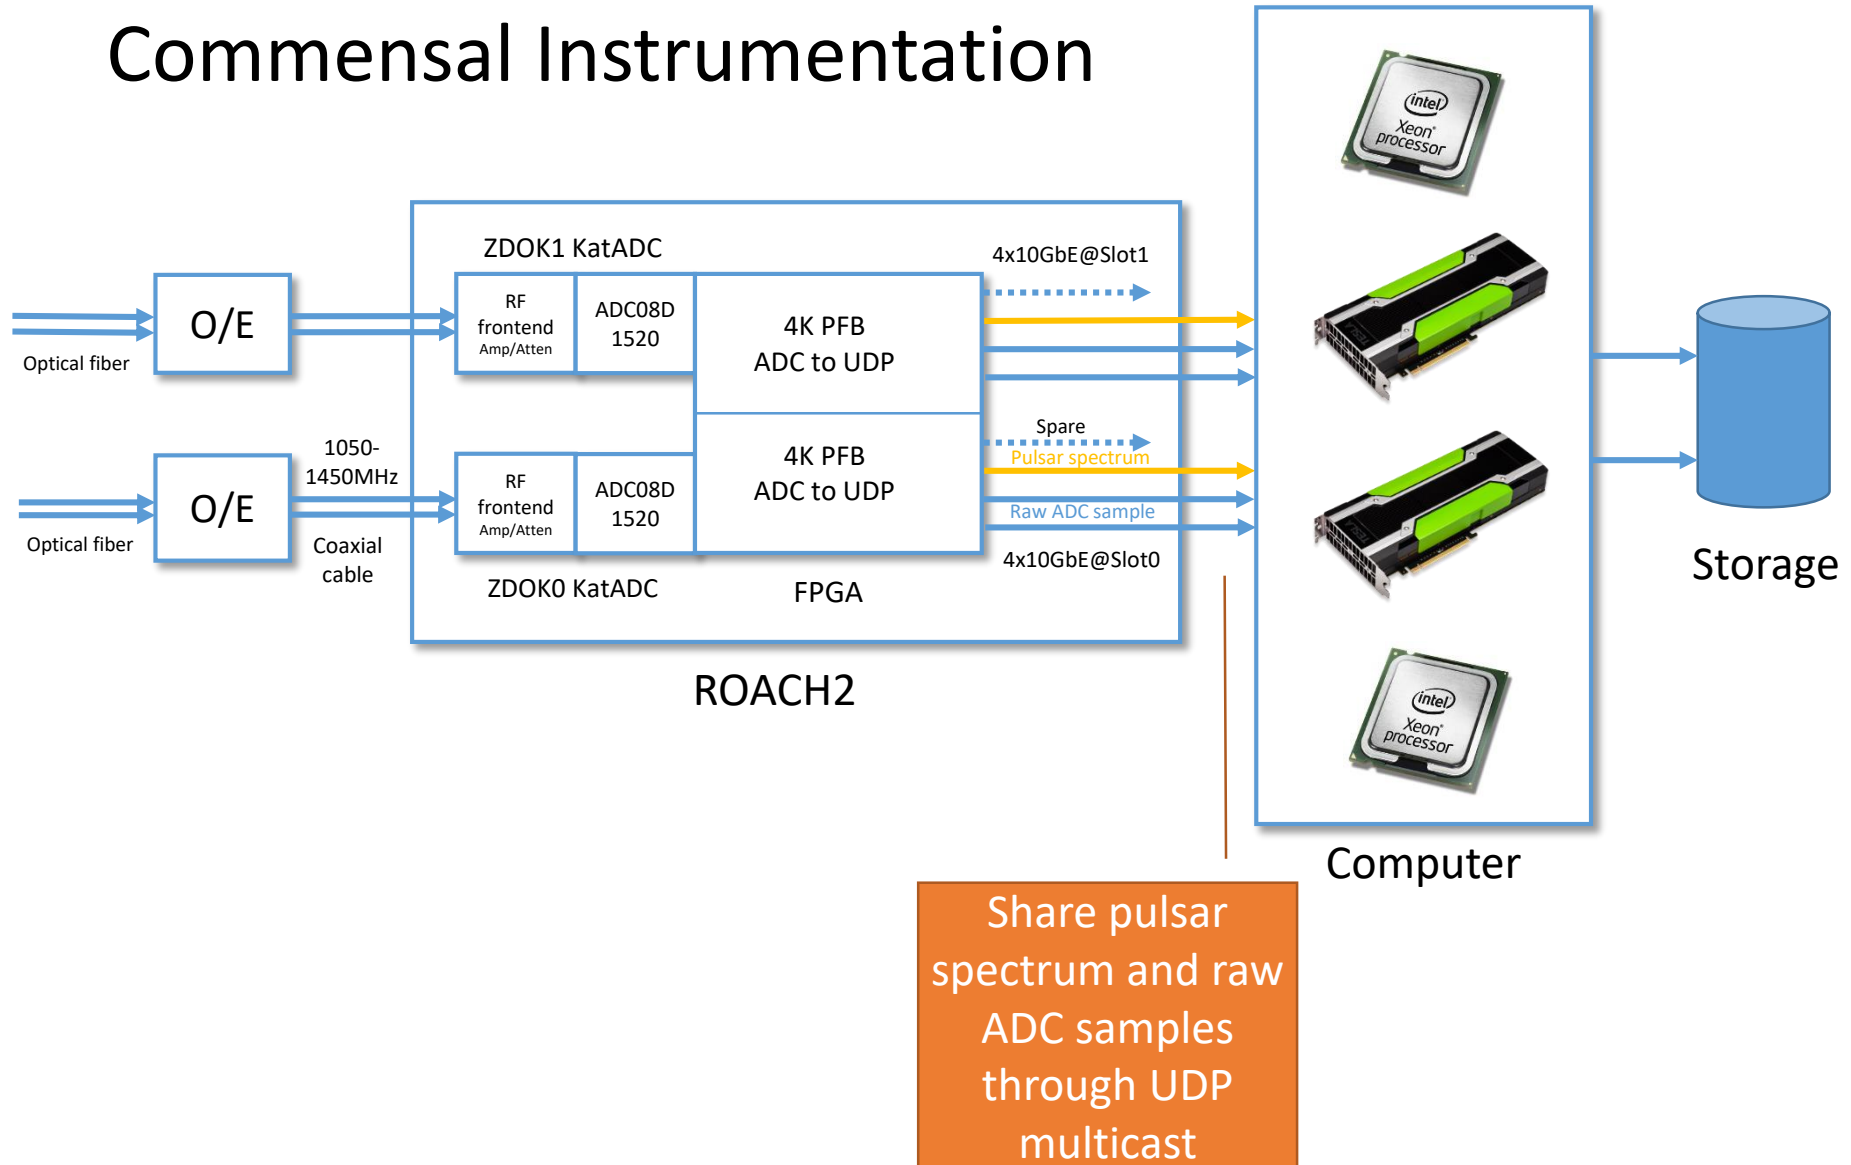 Commensal Instrumentation
intel
Xeon®
processor
ZDOK1 KatADC
4x10GbE@Slot1
O/E
RF
frontend
Amp/Atten
ADC08D
1520
4K PFB
ADC to UDP
Optical fiber
TESLA
1050-
1450MHz
O/E
RF
frontend
Amp/Atten
ADC08D
1520
4K PFB
ADC to UDP
Spare
Pulsar spectrum
Raw ADC sample
4x10GbE@Slot0
Optical fiber
Coaxial
cable
ZDOK0 KatADC
FPGA
TESLA
Storage
ROACH2
intel
Xeon®
processor
Computer
Share pulsar
spectrum and raw
ADC samples
through UDP
multicast